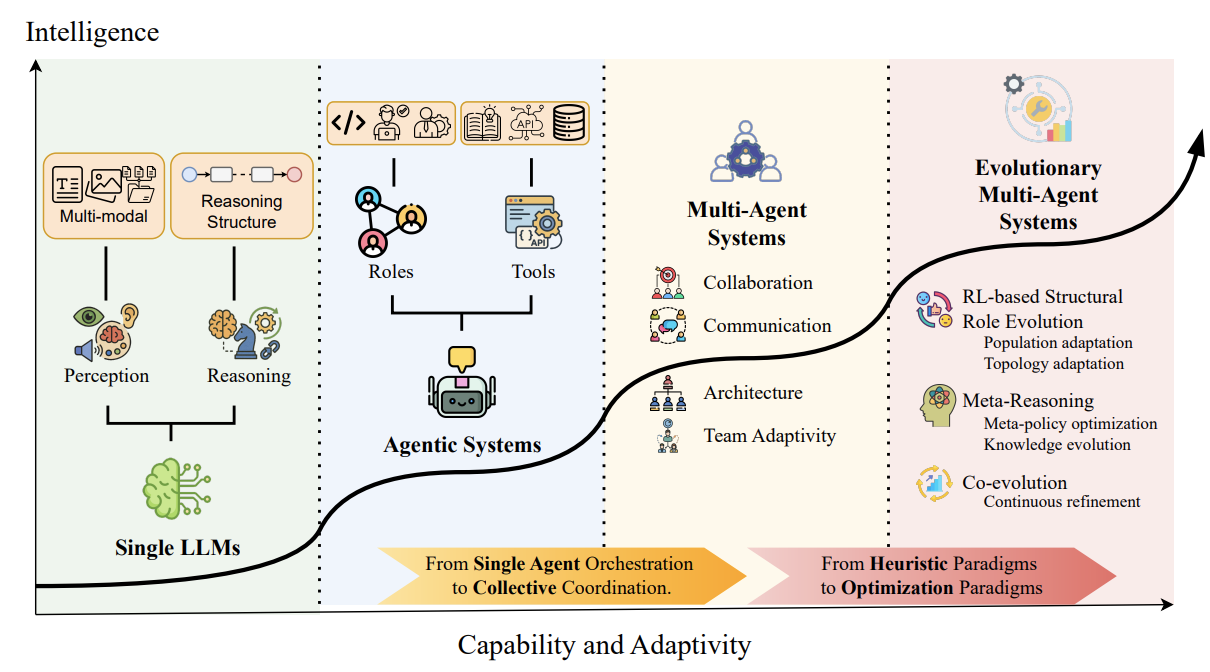 Intelligence
T
Multi-modal
Reasoning
Structure
Perception
Reasoning
Single LLMs
</>
API
Roles
{ } API
Tools
Agentic Systems
Multi-Agent
Systems
Collaboration
Communication
Architecture
Team Adaptivity
Evolutionary
Multi-Agent
Systems
RL-based Structural
Role Evolution
Population adaptation
Topology adaptation
Meta-Reasoning
Meta-policy optimization
Knowledge evolution
Co-evolution
Continuous refinement
From Single Agent Orchestration
to Collective Coordination.
From Heuristic Paradigms
to Optimization Paradigms
Capability and Adaptivity